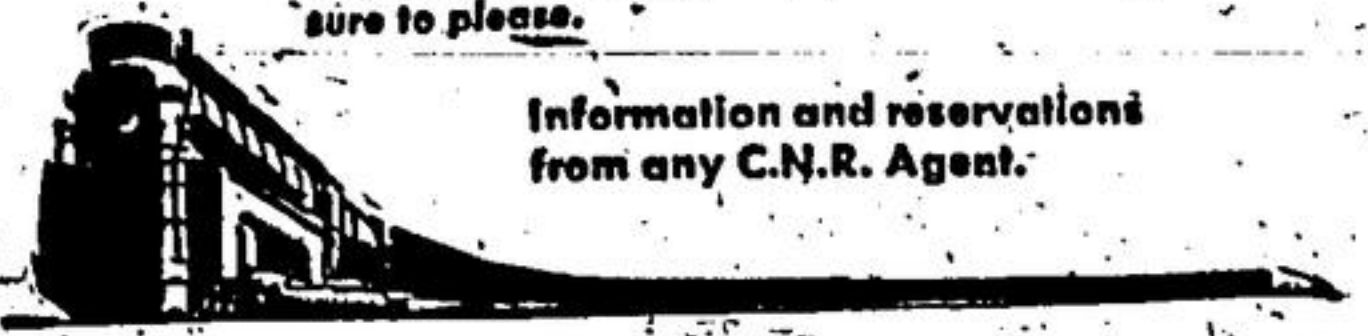 sure to please.
Information and reservations
from any C.N.R. Agent.